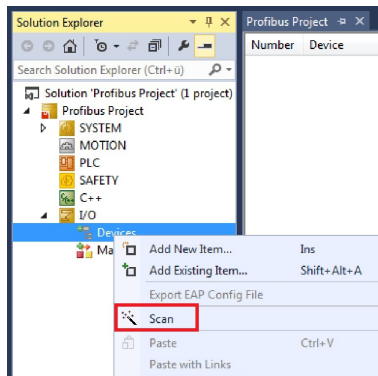 Solution Explorer
Profibus Project
Number Device
Search Solution Explorer (Ctrl+ü)
Solution 'Profibus Project' (1 project)
Profibus Project
SYSTEM
MOTION
PLC
SAFETY
C++
I/O
Devices
Ma
Add New Item... Ins
Add Existing Item... Shift+Alt+A
Export EAP Config File
Scan
Paste Ctrl+V
Paste with Links